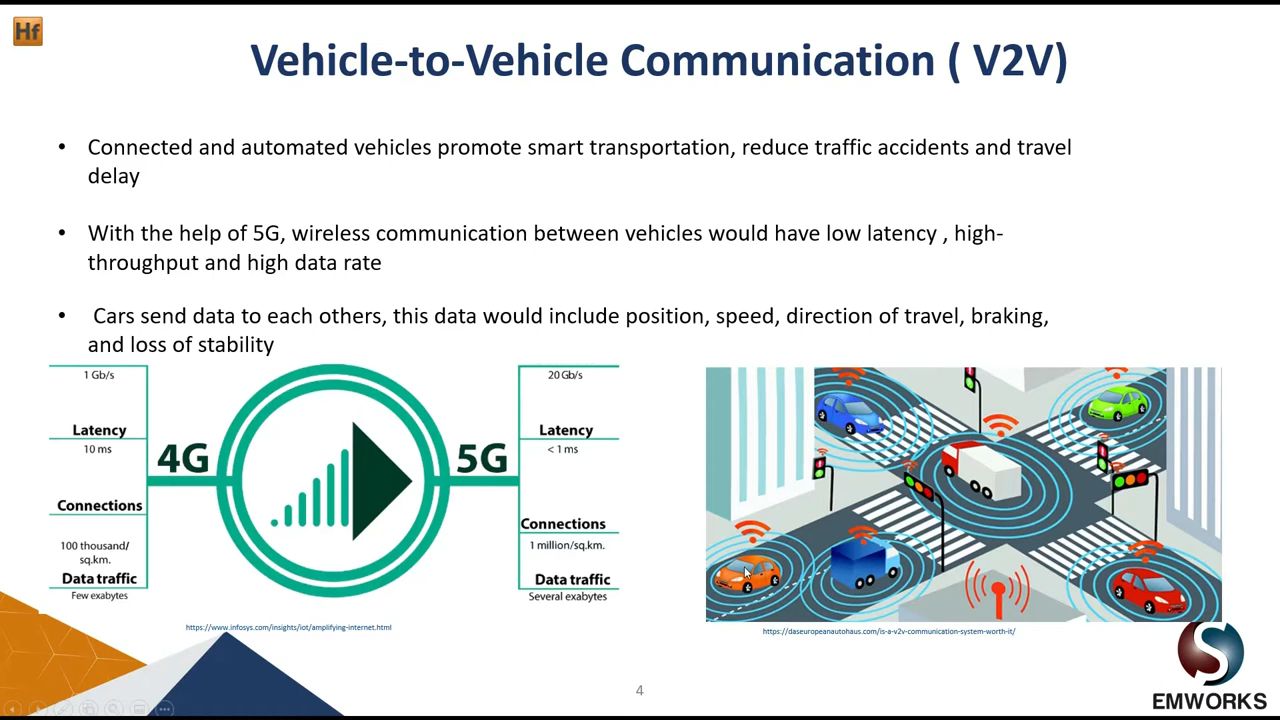 Hf
Vehicle-to-Vehicle Communication ( V2V)
• Connected and automated vehicles promote smart transportation, reduce traffic accidents and travel
delay
• With the help of 5G, wireless communication between vehicles would have low latency , high-
throughput and high data rate
• Cars send data to each others, this data would include position, speed, direction of travel, braking,
and loss of stability
1 Gb/s
Latency
10 ms
Connections
100 thousand/
sq.km.
Data traffic
Few exabytes
4G
5G
20 Gb/s
Latency
< 1 ms
Connections
1 million/sq.km.
Data traffic
Several exabytes
https://www.infosys.com/insights/iot/amplifying-internet.html
https://daseuropeanautohaus.com/is-a-v2v-communication-system-worth-it/
4
EMWORKS